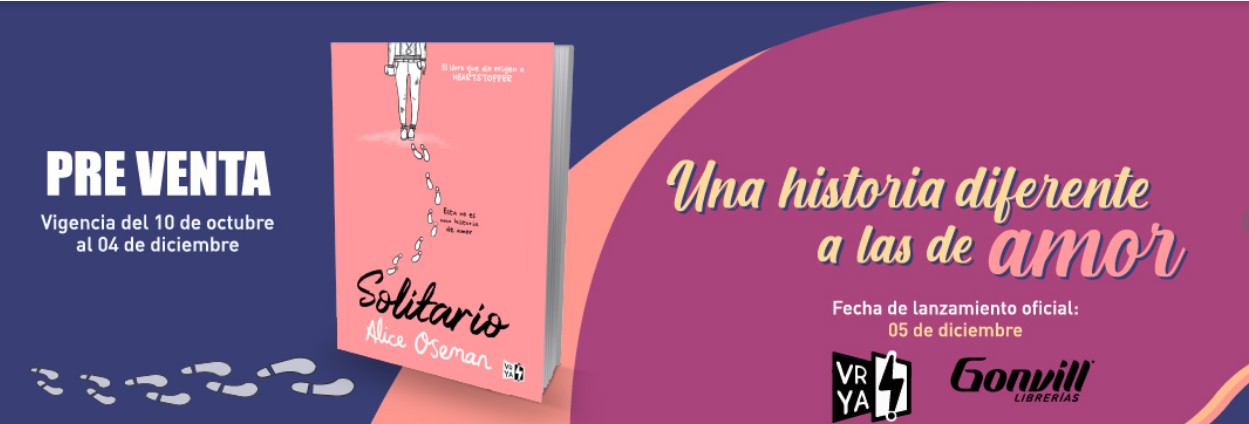 PRE VENTA
Vigencia del 10 de octubre
al 04 de diciembre
El libro que dio origen a
HEARTSTOPPER
Esta no es
una historia
de amor
Solitario
Alice Oseman
VR
YA
Una historia diferente
a las de amor
Fecha de lanzamiento oficial:
05 de diciembre
VR
YA
Gonvill
LIBRERÍAS